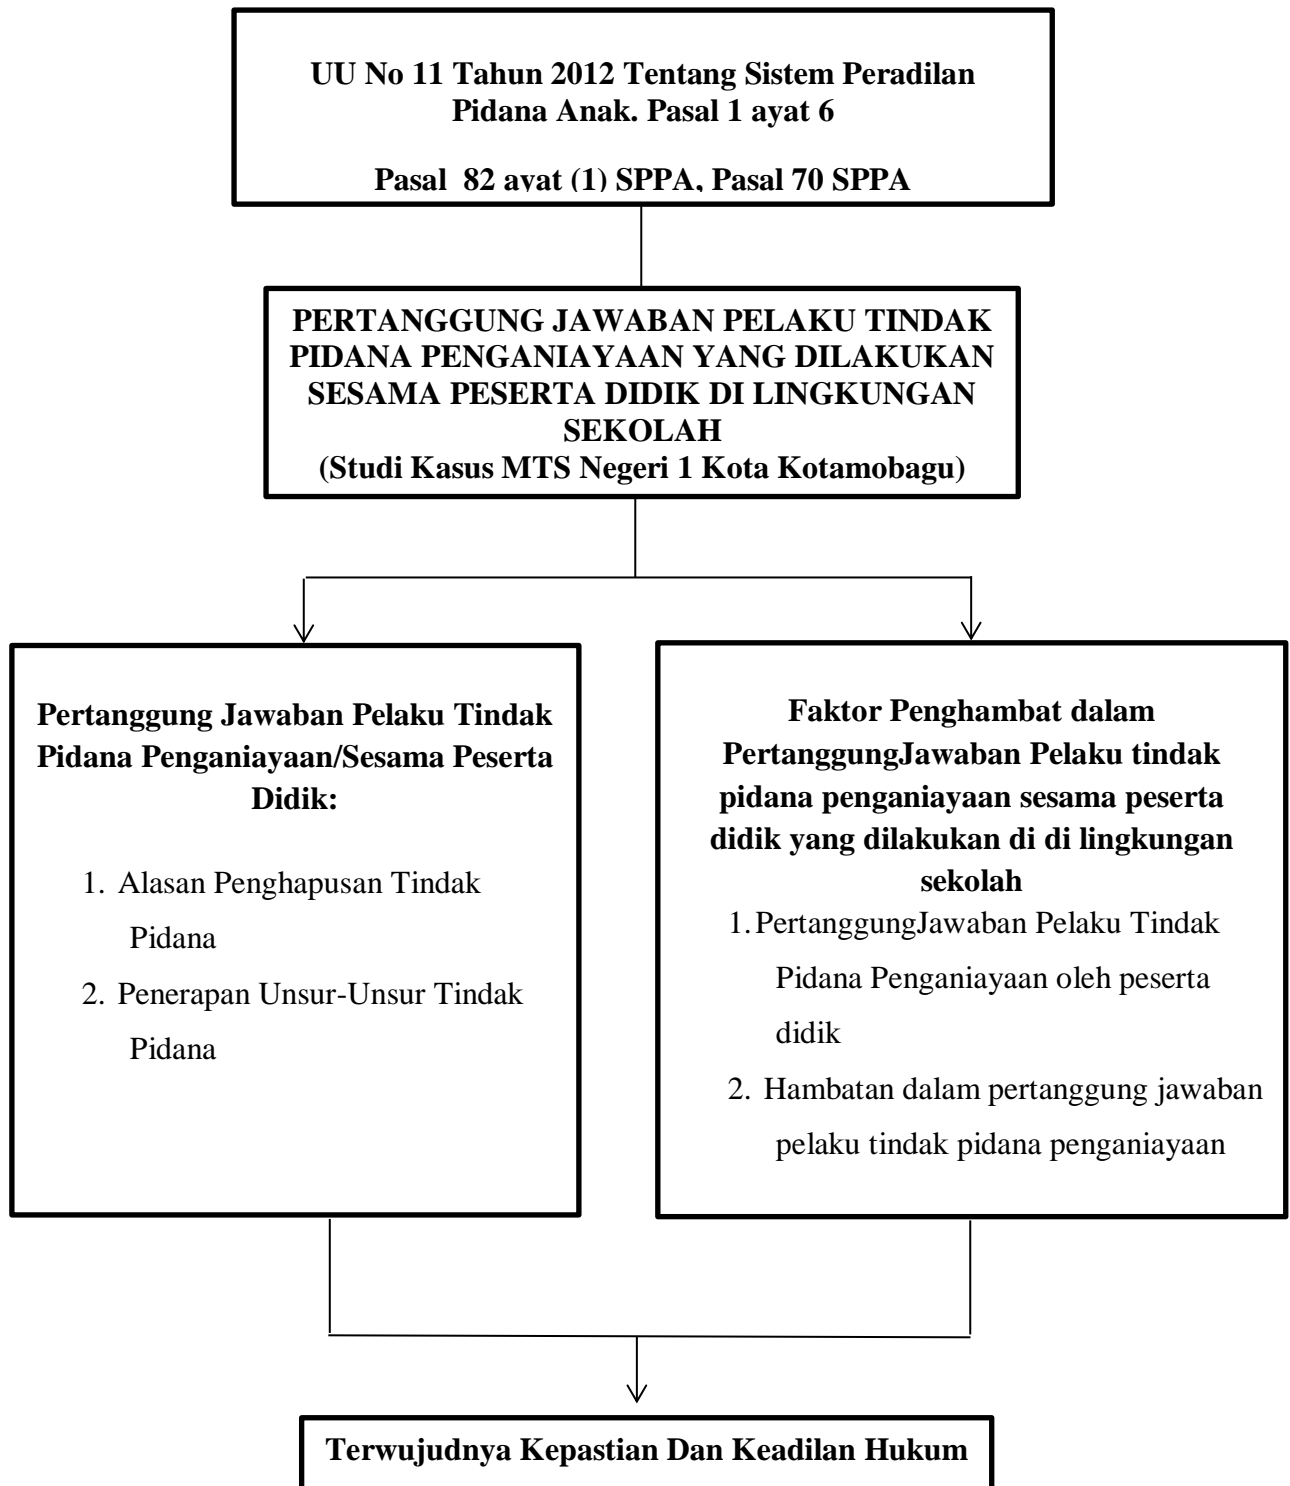 UU No 11 Tahun 2012 Tentang Sistem Peradilan
Pidana Anak. Pasal 1 ayat 6
Pasal 82 ayat (1) SPPA, Pasal 70 SPPA
PERTANGGUNG JAWABAN PELAKU TINDAK
PIDANA PENGANIAYAAN YANG DILAKUKAN
SESAMA PESERTA DIDIK DI LINGKUNGAN
SEKOLAH
(Studi Kasus MTS Negeri 1 Kota Kotamobagu)
Pertanggung Jawaban Pelaku Tindak
Pidana Penganiayaan/Sesama Peserta
Didik:
1. Alasan Penghapusan Tindak
Pidana
2. Penerapan Unsur-Unsur Tindak
Pidana
Faktor Penghambat dalam
PertanggungJawaban Pelaku tindak
pidana penganiayaan sesama peserta
didik yang dilakukan di di lingkungan
sekolah
1. PertanggungJawaban Pelaku Tindak
Pidana Penganiayaan oleh peserta
didik
2. Hambatan dalam pertanggung jawaban
pelaku tindak pidana penganiayaan
Terwujudnya Kepastian Dan Keadilan Hukum